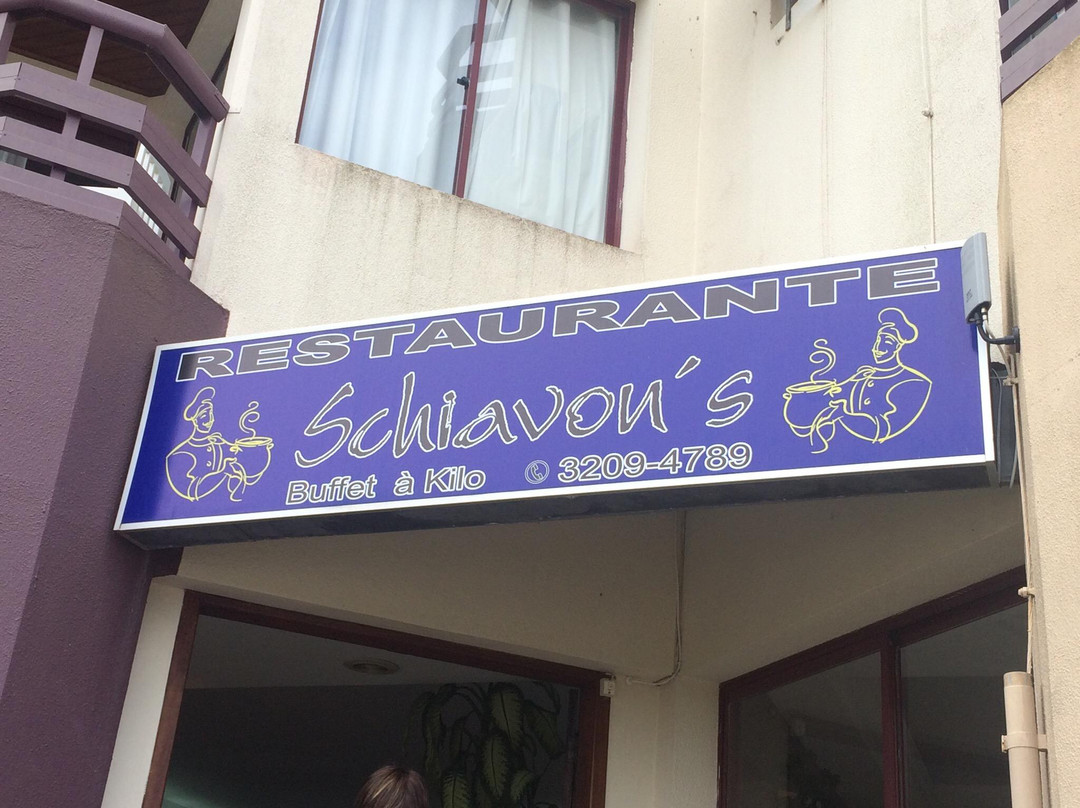 RESTAURANTE
Schiavon´s
Buffet à Kilo 3209-4789